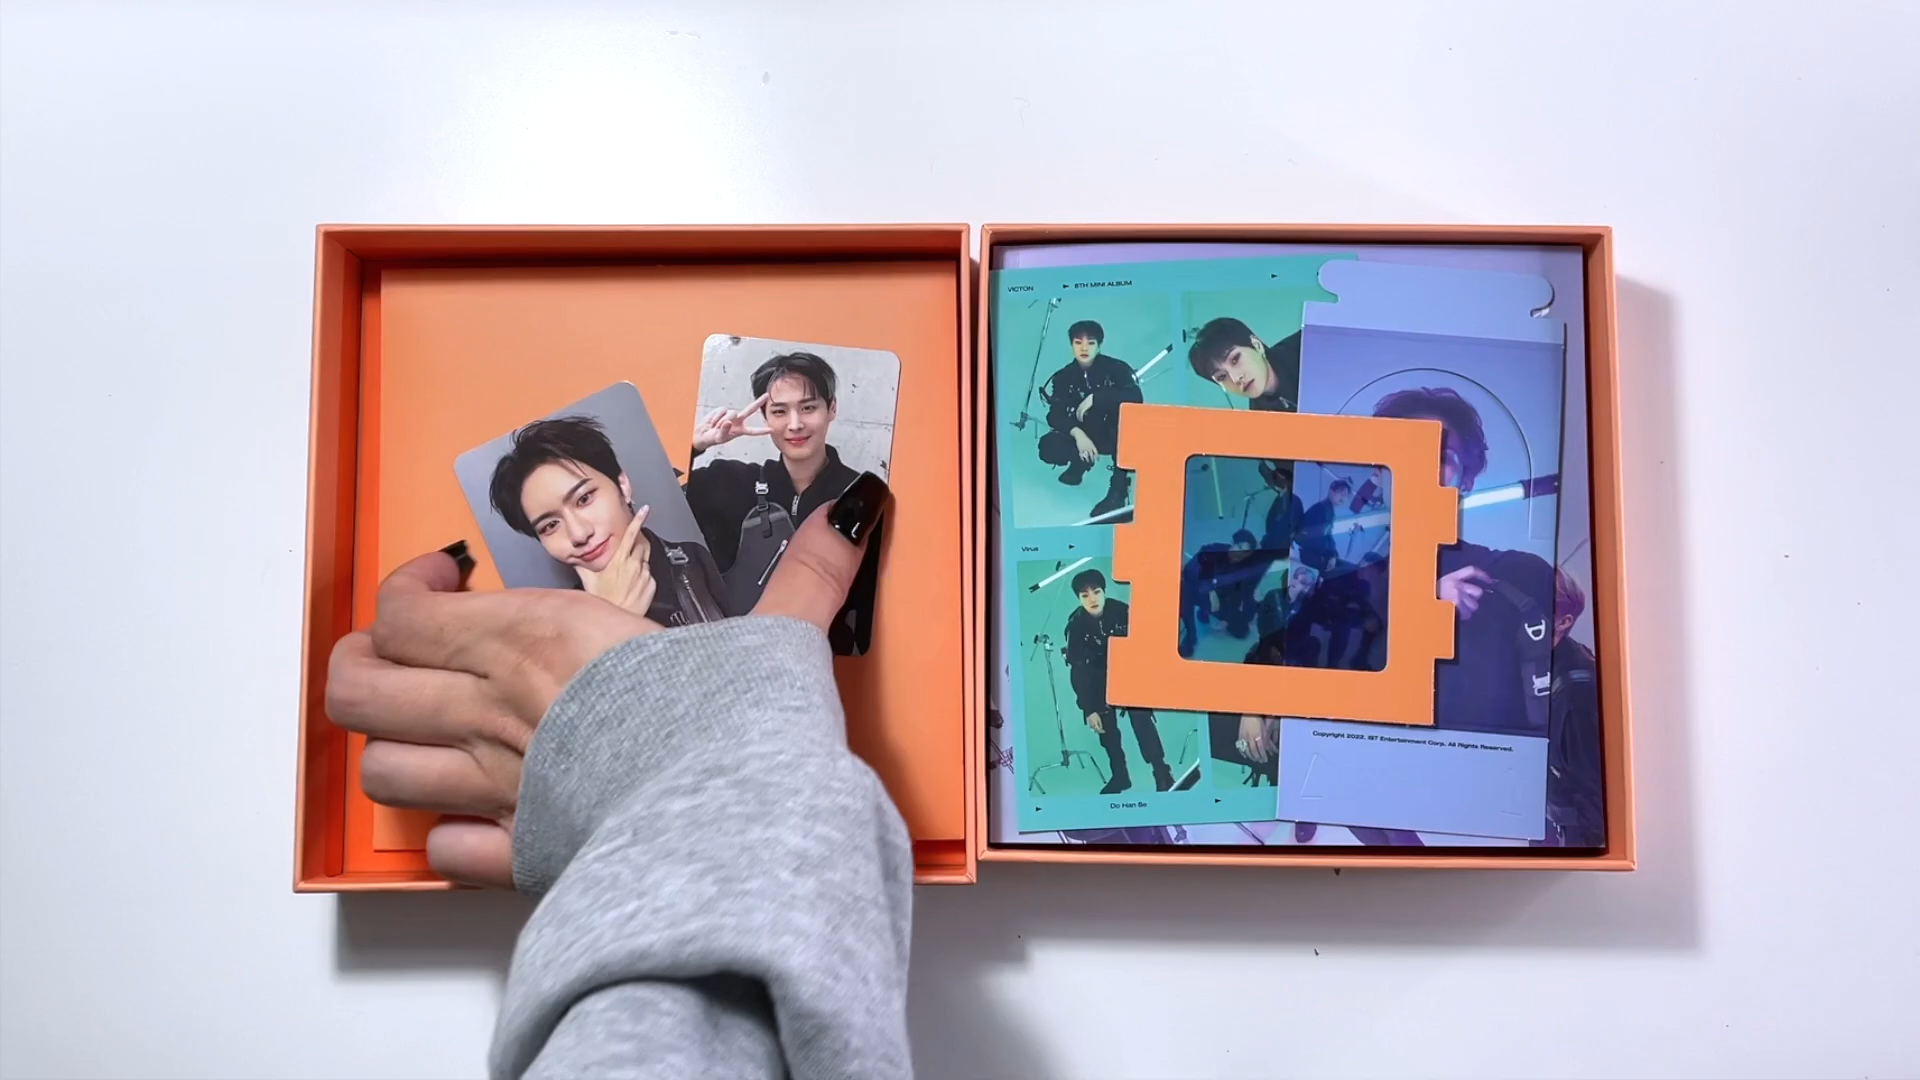 VICTON ► 8TH MINI ALBUM
Virus ►
Do Han Se
Copyright 2022. IST Entertainment Corp. All Rights Reserved.